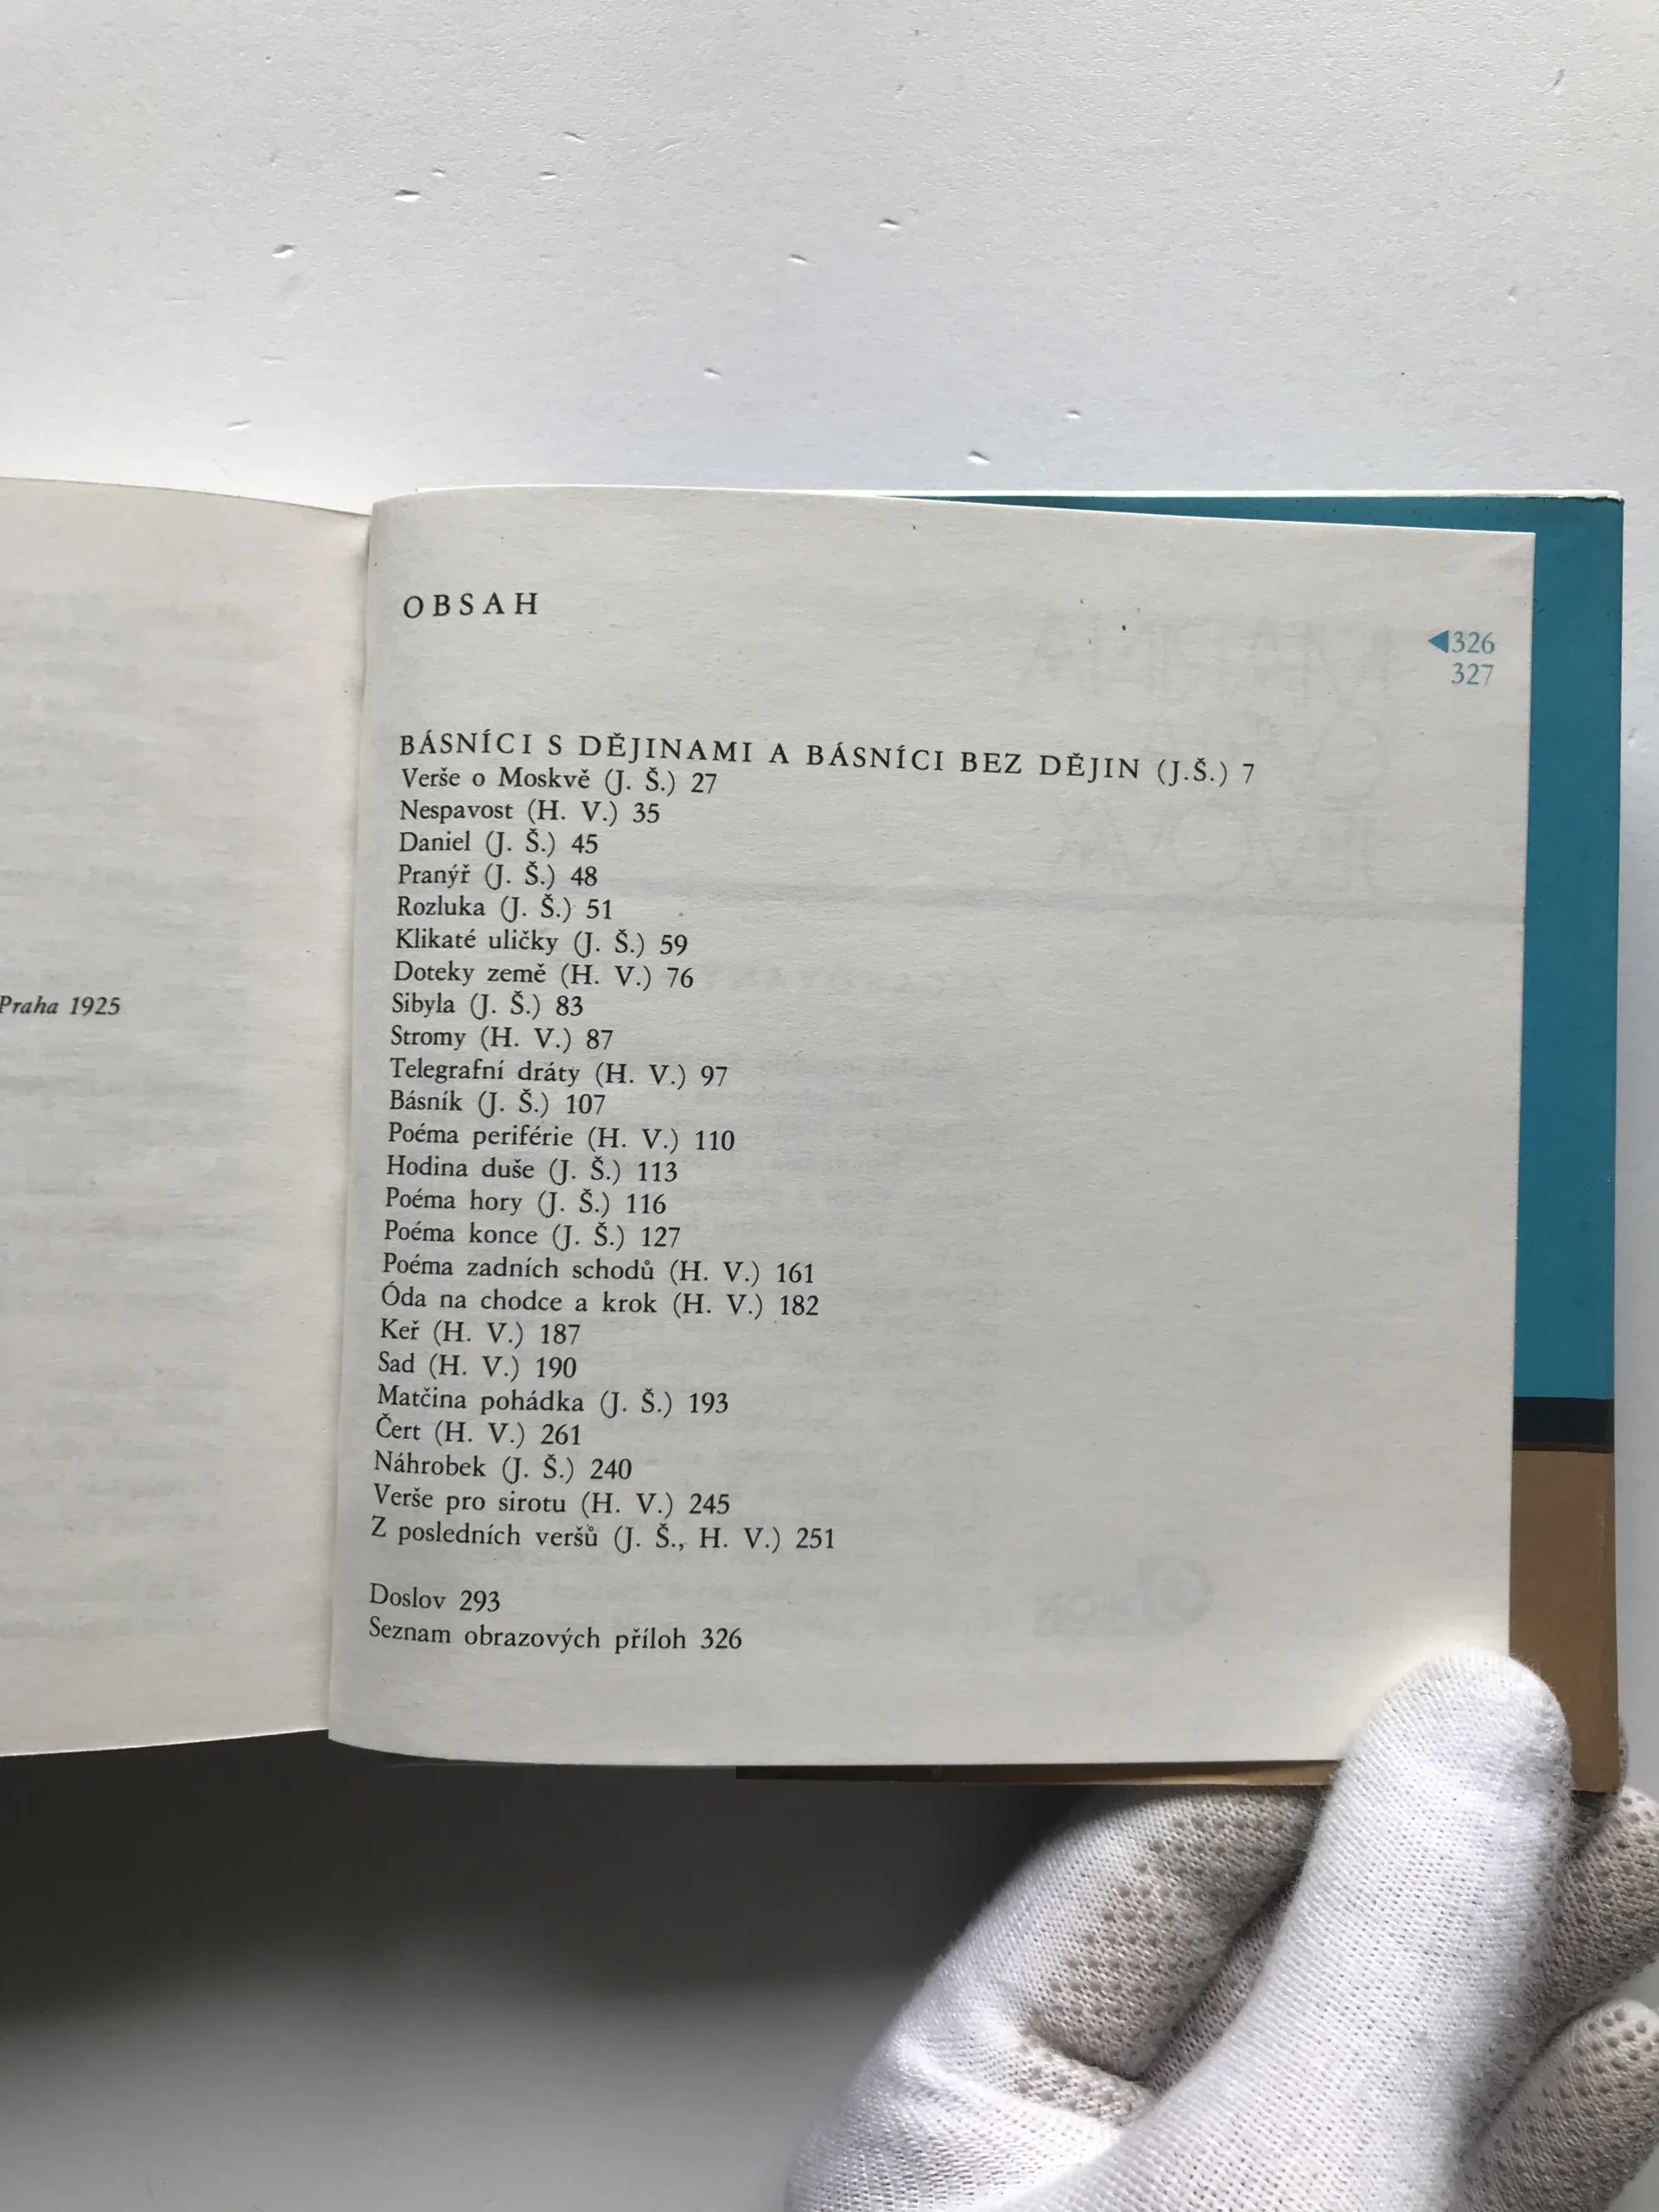 Praha 1925
OBSAH
◀326
327
BÁSNÍCI S DĚJINAMI A BÁSNÍCI BEZ DĚJIN (J.Š.) 7
Verše o Moskvě (J. Š.) 27
Nespavost (H. V.) 35
Daniel (J. Š.) 45
Pranýř (J. Š.) 48
Rozluka (J. Š.) 51
Klikaté uličky (J. Š.) 59
Doteky země (H. V.) 76
Sibyla (J. Š.) 83
Stromy (H. V.) 87
Telegrafní dráty (H. V.) 97
Básník (J. Š.) 107
Poéma periférie (H. V.) 110
Hodina duše (J. Š.) 113
Poéma hory (J. Š.) 116
Poéma konce (J. Š.) 127
Poéma zadních schodů (H. V.) 161
Óda na chodce a krok (H. V.) 182
Keř (H. V.) 187
Sad (H. V.) 190
Matčina pohádka (J. Š.) 193
Čert (H. V.) 261
Náhrobek (J. Š.) 240
Verše pro sirotu (H. V.) 245
Z posledních veršů (J. Š., H. V.) 251
Doslov 293
Seznam obrazových příloh 326